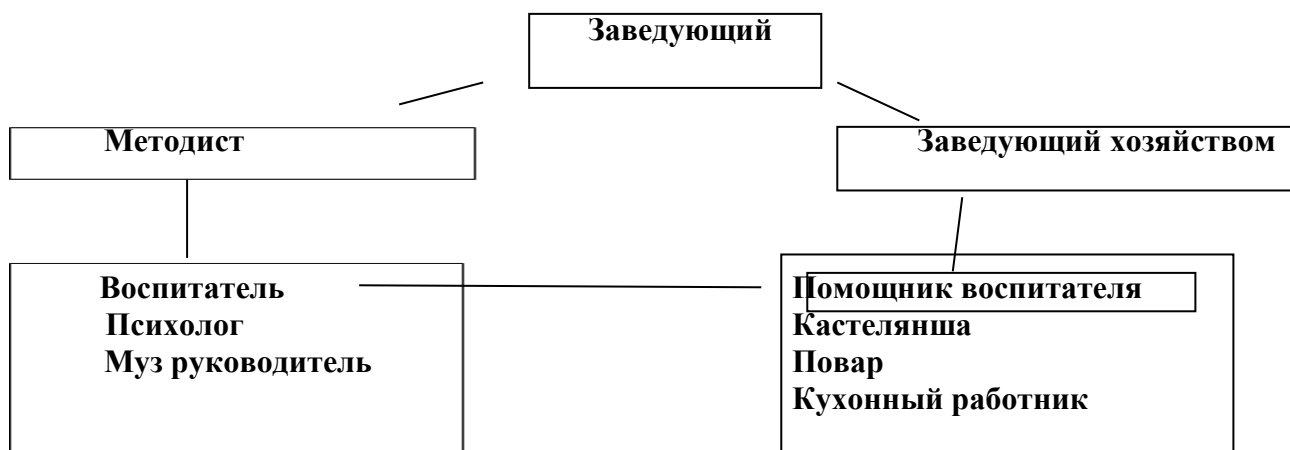 Заведующий
Методист
Заведующий хозяйством
Воспитатель
Психолог
Муз руководитель
Помощник воспитателя
Кастелянша
Повар
Кухонный работник